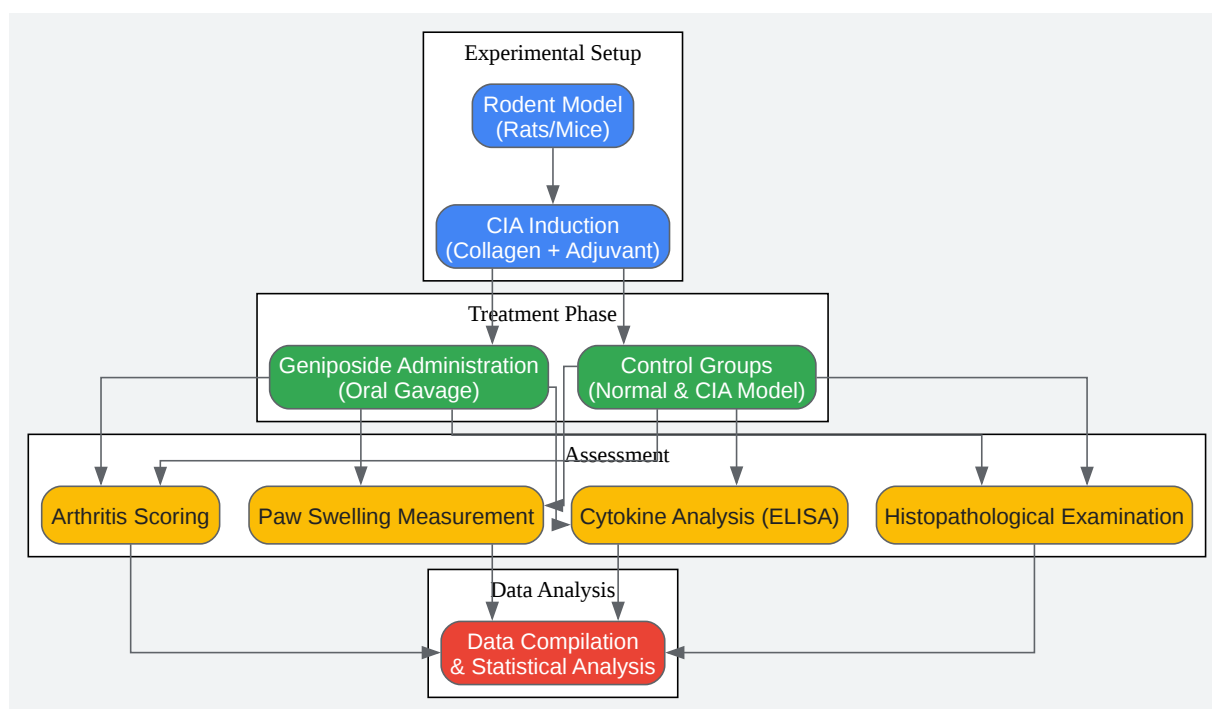 Experimental Setup
Rodent Model
(Rats/Mice)
CIA Induction
(Collagen + Adjuvant)
Treatment Phase
Geniposide Administration
(Oral Gavage)
Control Groups
(Normal & CIA Model)
Assessment
Arthritis Scoring
Paw Swelling Measurement
Cytokine Analysis (ELISA)
Histopathological Examination
Data Analysis
Data Compilation
& Statistical Analysis